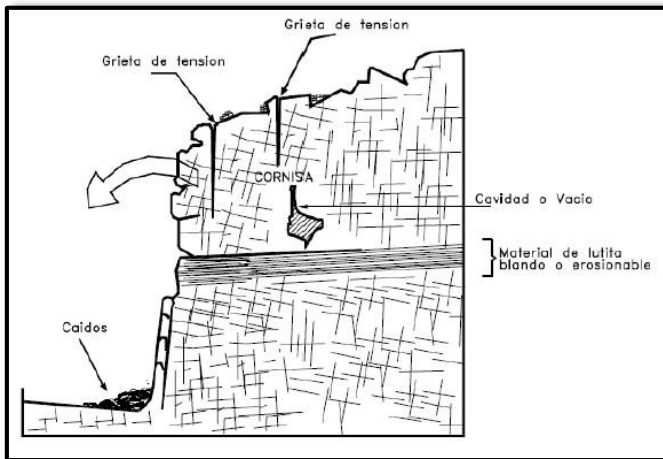 Grieta de tension
Grieta de tension
CORNISA
Cavidad o Vacio
Material de lutita
blando o erosionable
Caidos